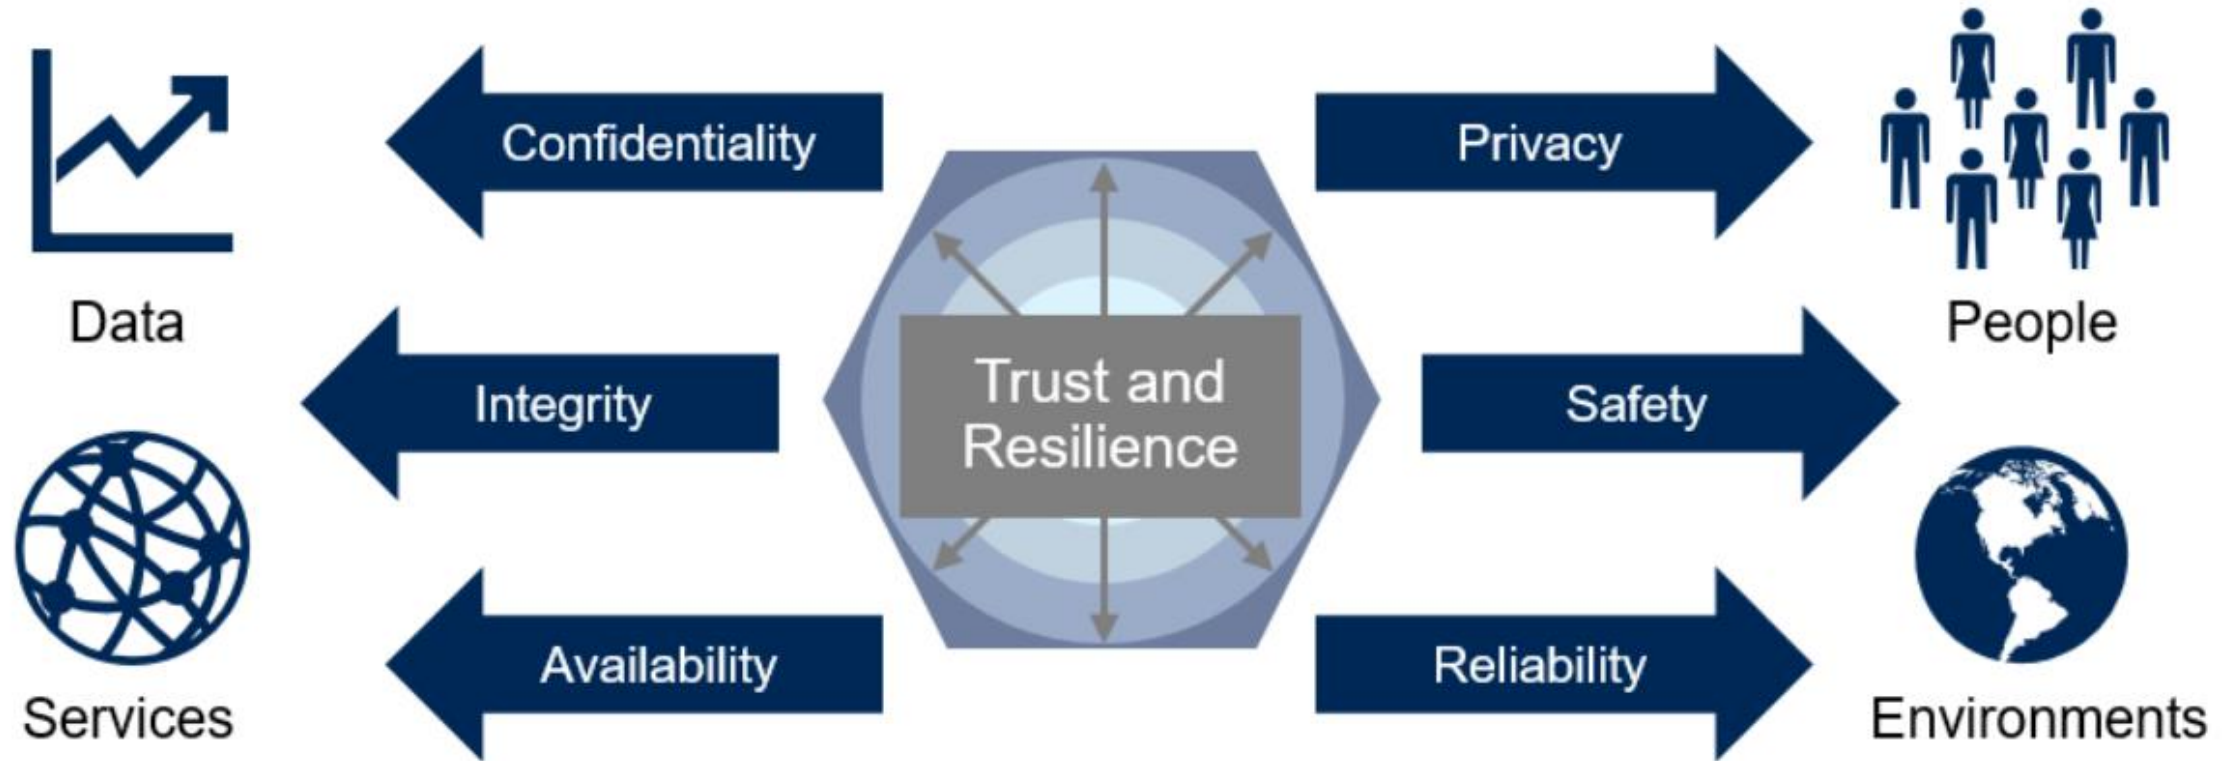 Confidentiality
Privacy
Data
People
Trust and
Resilience
Integrity
Safety
Availability
Reliability
Services
Environments